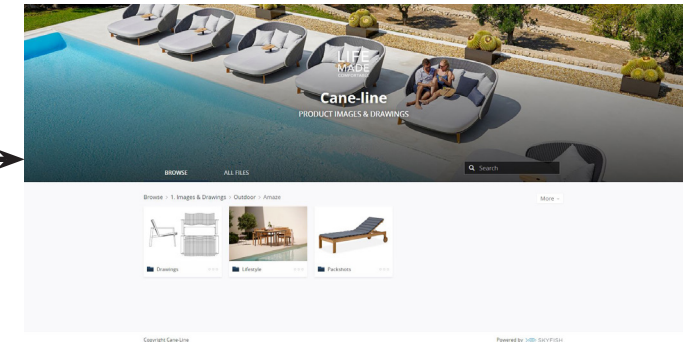 LIFE
MADE
COMFORTABLE
Cane-line
PRODUCT IMAGES & DRAWINGS
BROWSE ALL FILES Search
Browse > 1. Images & Drawings > Outdoor > Amaze More
Drawings Lifestyle Packshots
Copyright Cane-Line Powered by SKYFISH